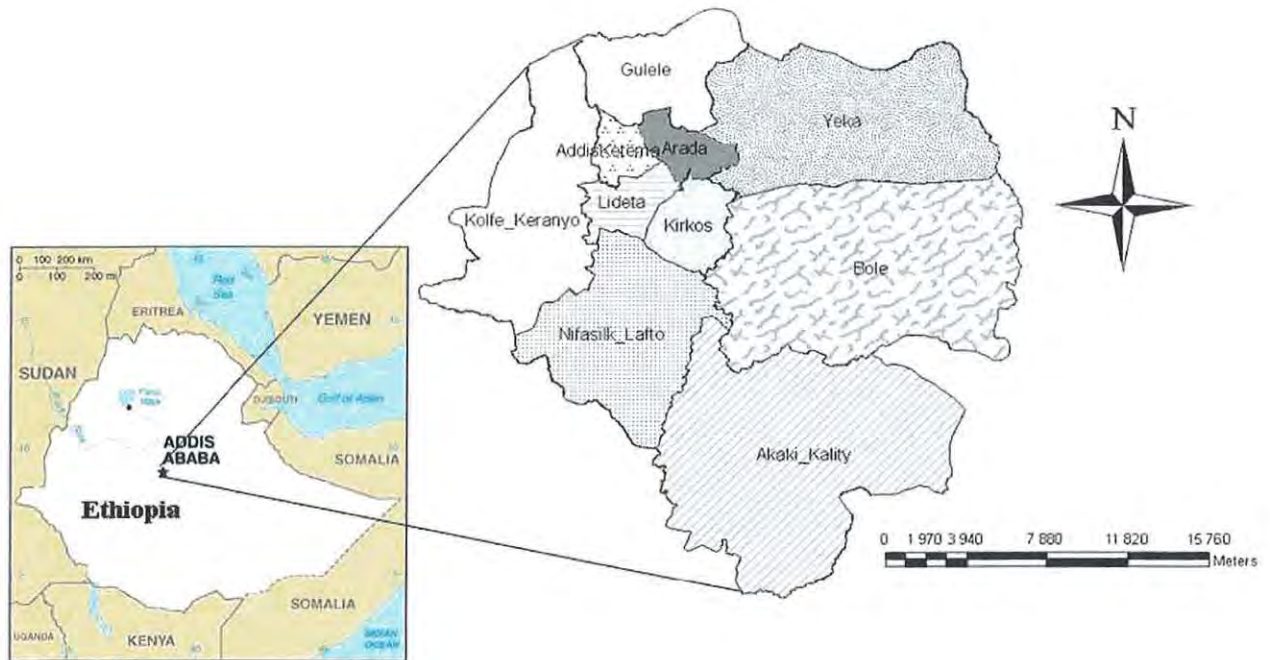 Gulele
Yeka
Addis Ketema
Arada
Lideta
Kolfe_Keranyo
Kirkos
Bole
Nifasilk_Lafto
Akaki_Kality
N
0 1 970 3 940 7 880 11 820 15 760
Meters
0 100 200 km
0 100 200 mi
Red
Sea
ERITREA
YEMEN
SUDAN
DJIBOUTI
Gulf of Aden
ADDIS
ABABA
SOMALIA
Ethiopia
SOMALIA
UGANDA
KENYA
INDIAN
OCEAN